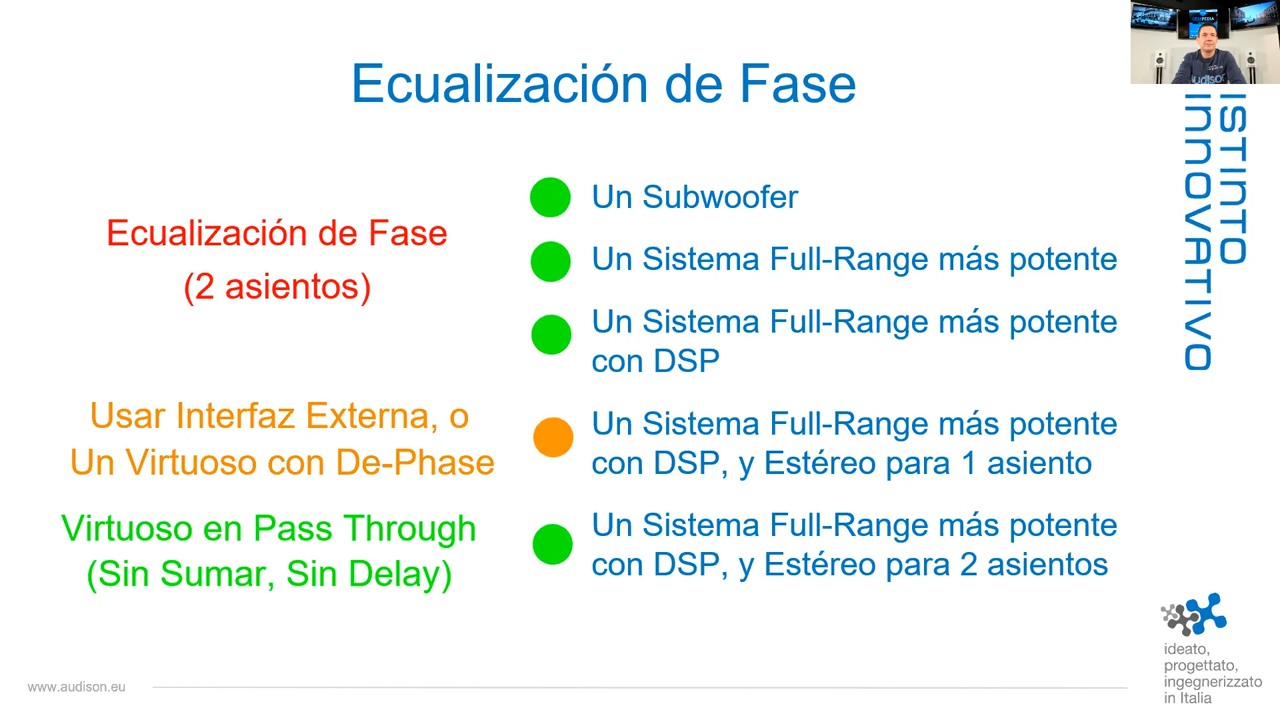 Ecualización de Fase
Ecualización de Fase
(2 asientos)
Usar Interfaz Externa, o
Un Virtuoso con De-Phase
Virtuoso en Pass Through
(Sin Sumar, Sin Delay)
Un Subwoofer
Un Sistema Full-Range más potente
Un Sistema Full-Range más potente
con DSP
Un Sistema Full-Range más potente
con DSP, y Estéreo para 1 asiento
Un Sistema Full-Range más potente
con DSP, y Estéreo para 2 asientos
udison
ISTINTO
INNOVATIVO
ideato,
progettato,
ingegnerizzato
in Italia
www.audison.eu